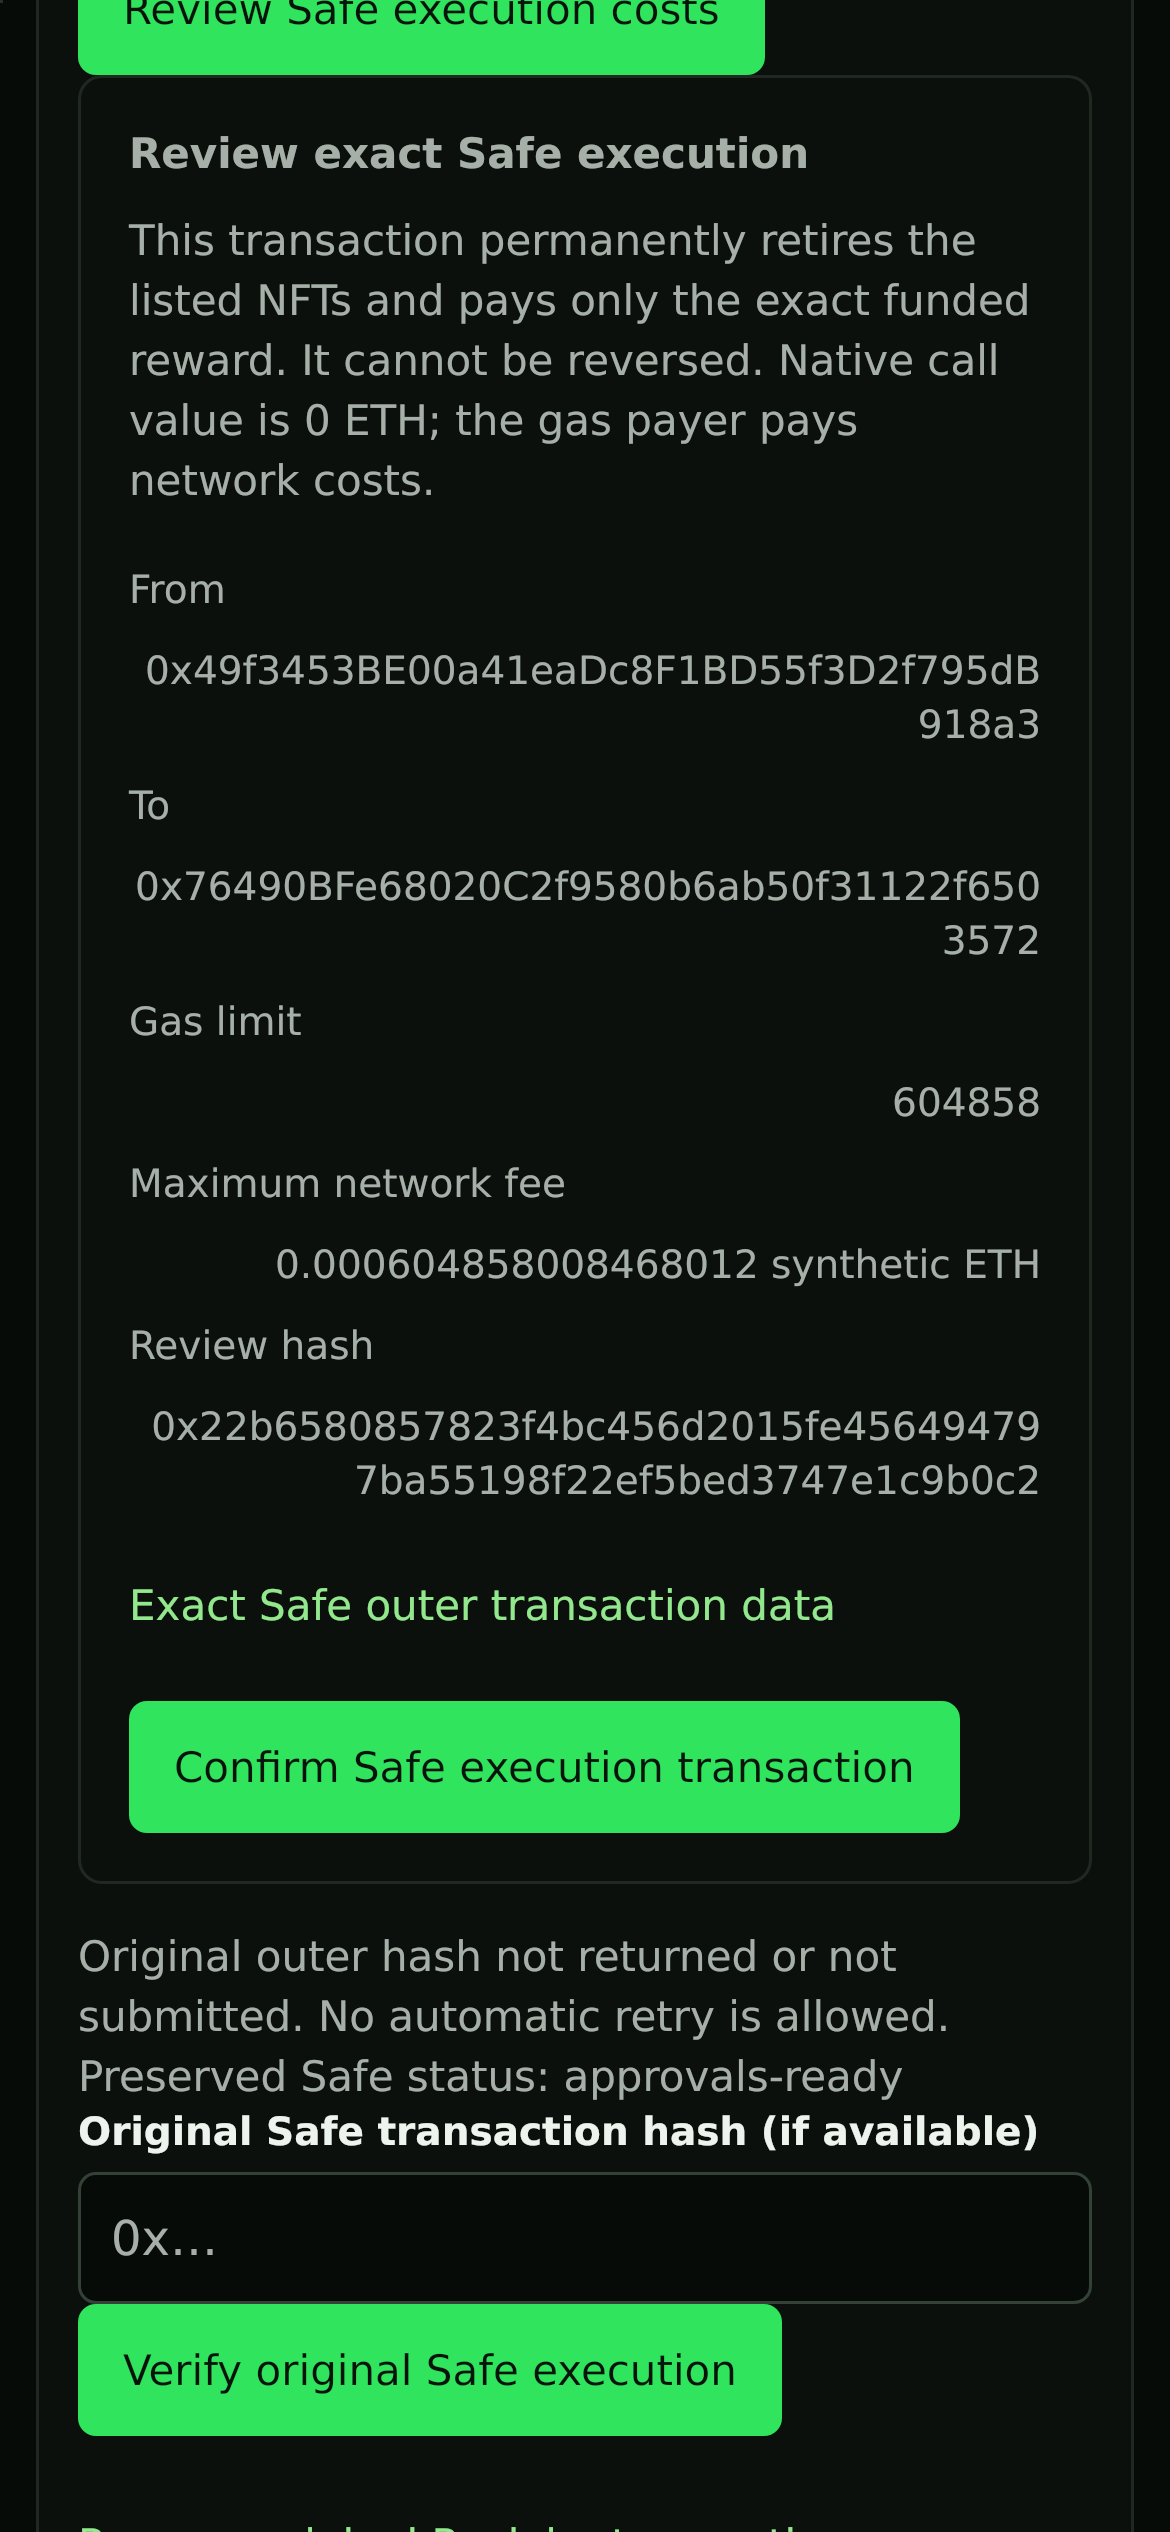 Review Safe execution costs
Review exact Safe execution
This transaction permanently retires the
listed NFTs and pays only the exact funded
reward. It cannot be reversed. Native call
value is 0 ETH; the gas payer pays
network costs.
From
0x49f3453BE00a41eaDc8F1BD55f3D2f795dB
918a3
To
0x76490BFe68020C2f9580b6ab50f31122f650
3572
Gas limit
604858
Maximum network fee
0.000604858008468012 synthetic ETH
Review hash
0x22b6580857823f4bc456d2015fe45649479
7ba55198f22ef5bed3747e1c9b0c2
Exact Safe outer transaction data
Confirm Safe execution transaction
Original outer hash not returned or not
submitted. No automatic retry is allowed.
Preserved Safe status: approvals-ready
Original Safe transaction hash (if available)
0x...
Verify original Safe execution